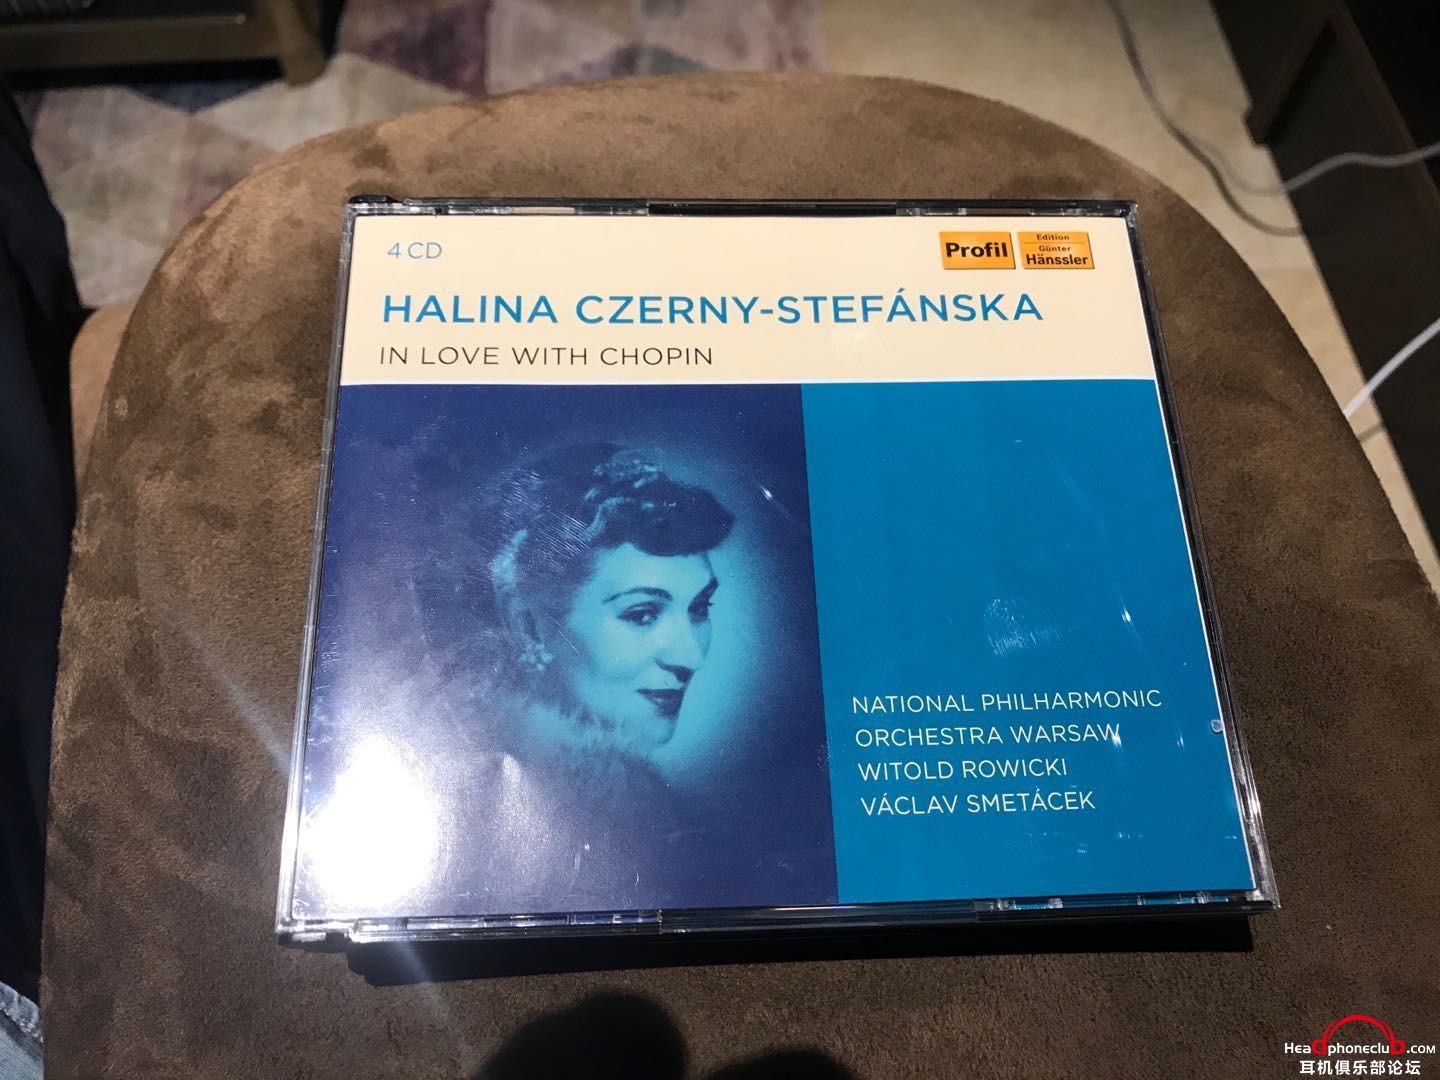 4 CD
Profil
Edition
Günter
Hänssler
HALINA CZERNY-STEFÁNSKA
IN LOVE WITH CHOPIN
NATIONAL PHILHARMONIC
ORCHESTRA WARSAW
WITOLD ROWICKI
VÁCLAV SMETÁCEK
Headphoneclub.com
耳机俱乐部论坛